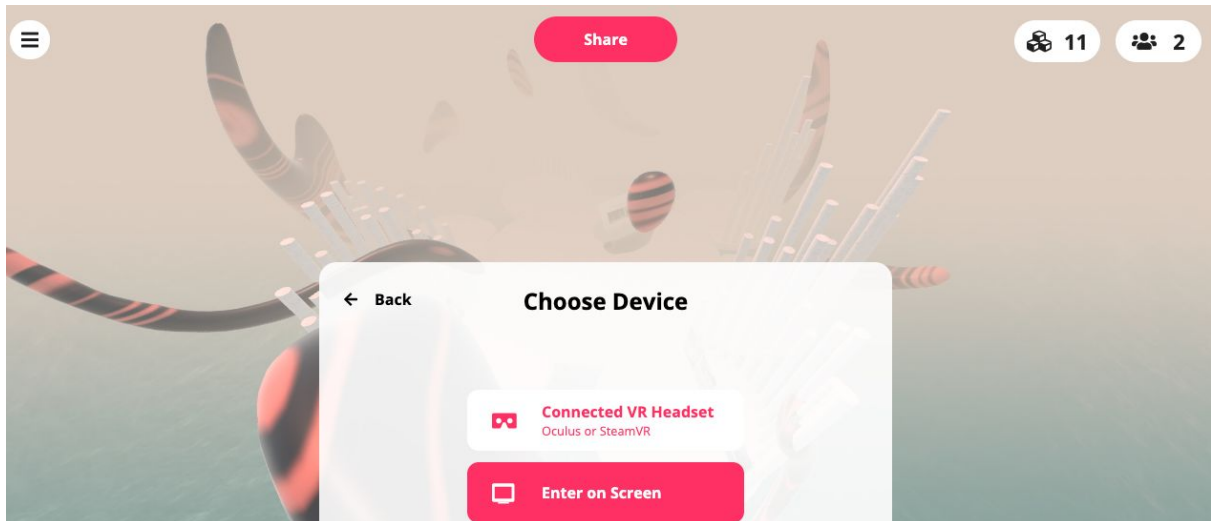 Share
11
2
Back
Choose Device
Connected VR Headset
Oculus or SteamVR
Enter on Screen